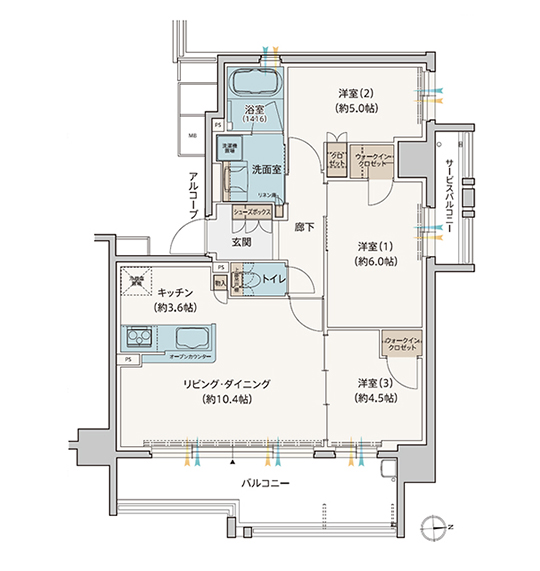 浴室
(1416)
洋室(2)
(約5.0帖)
PS
MB
洗濯機
置場
洗面室
リネン庫
クロ
ゼット
ウォークイン
クロゼット
サービスバルコニー
アルコーブ
シューズボックス
玄関
廊下
洋室(1)
(約6.0帖)
PS
トイレ
物入
冷蔵庫
置場
キッチン
(約3.6帖)
オープンカウンター
PS
ウォークイン
クロゼット
リビング・ダイニング
(約10.4帖)
洋室(3)
(約4.5帖)
バルコニー
N